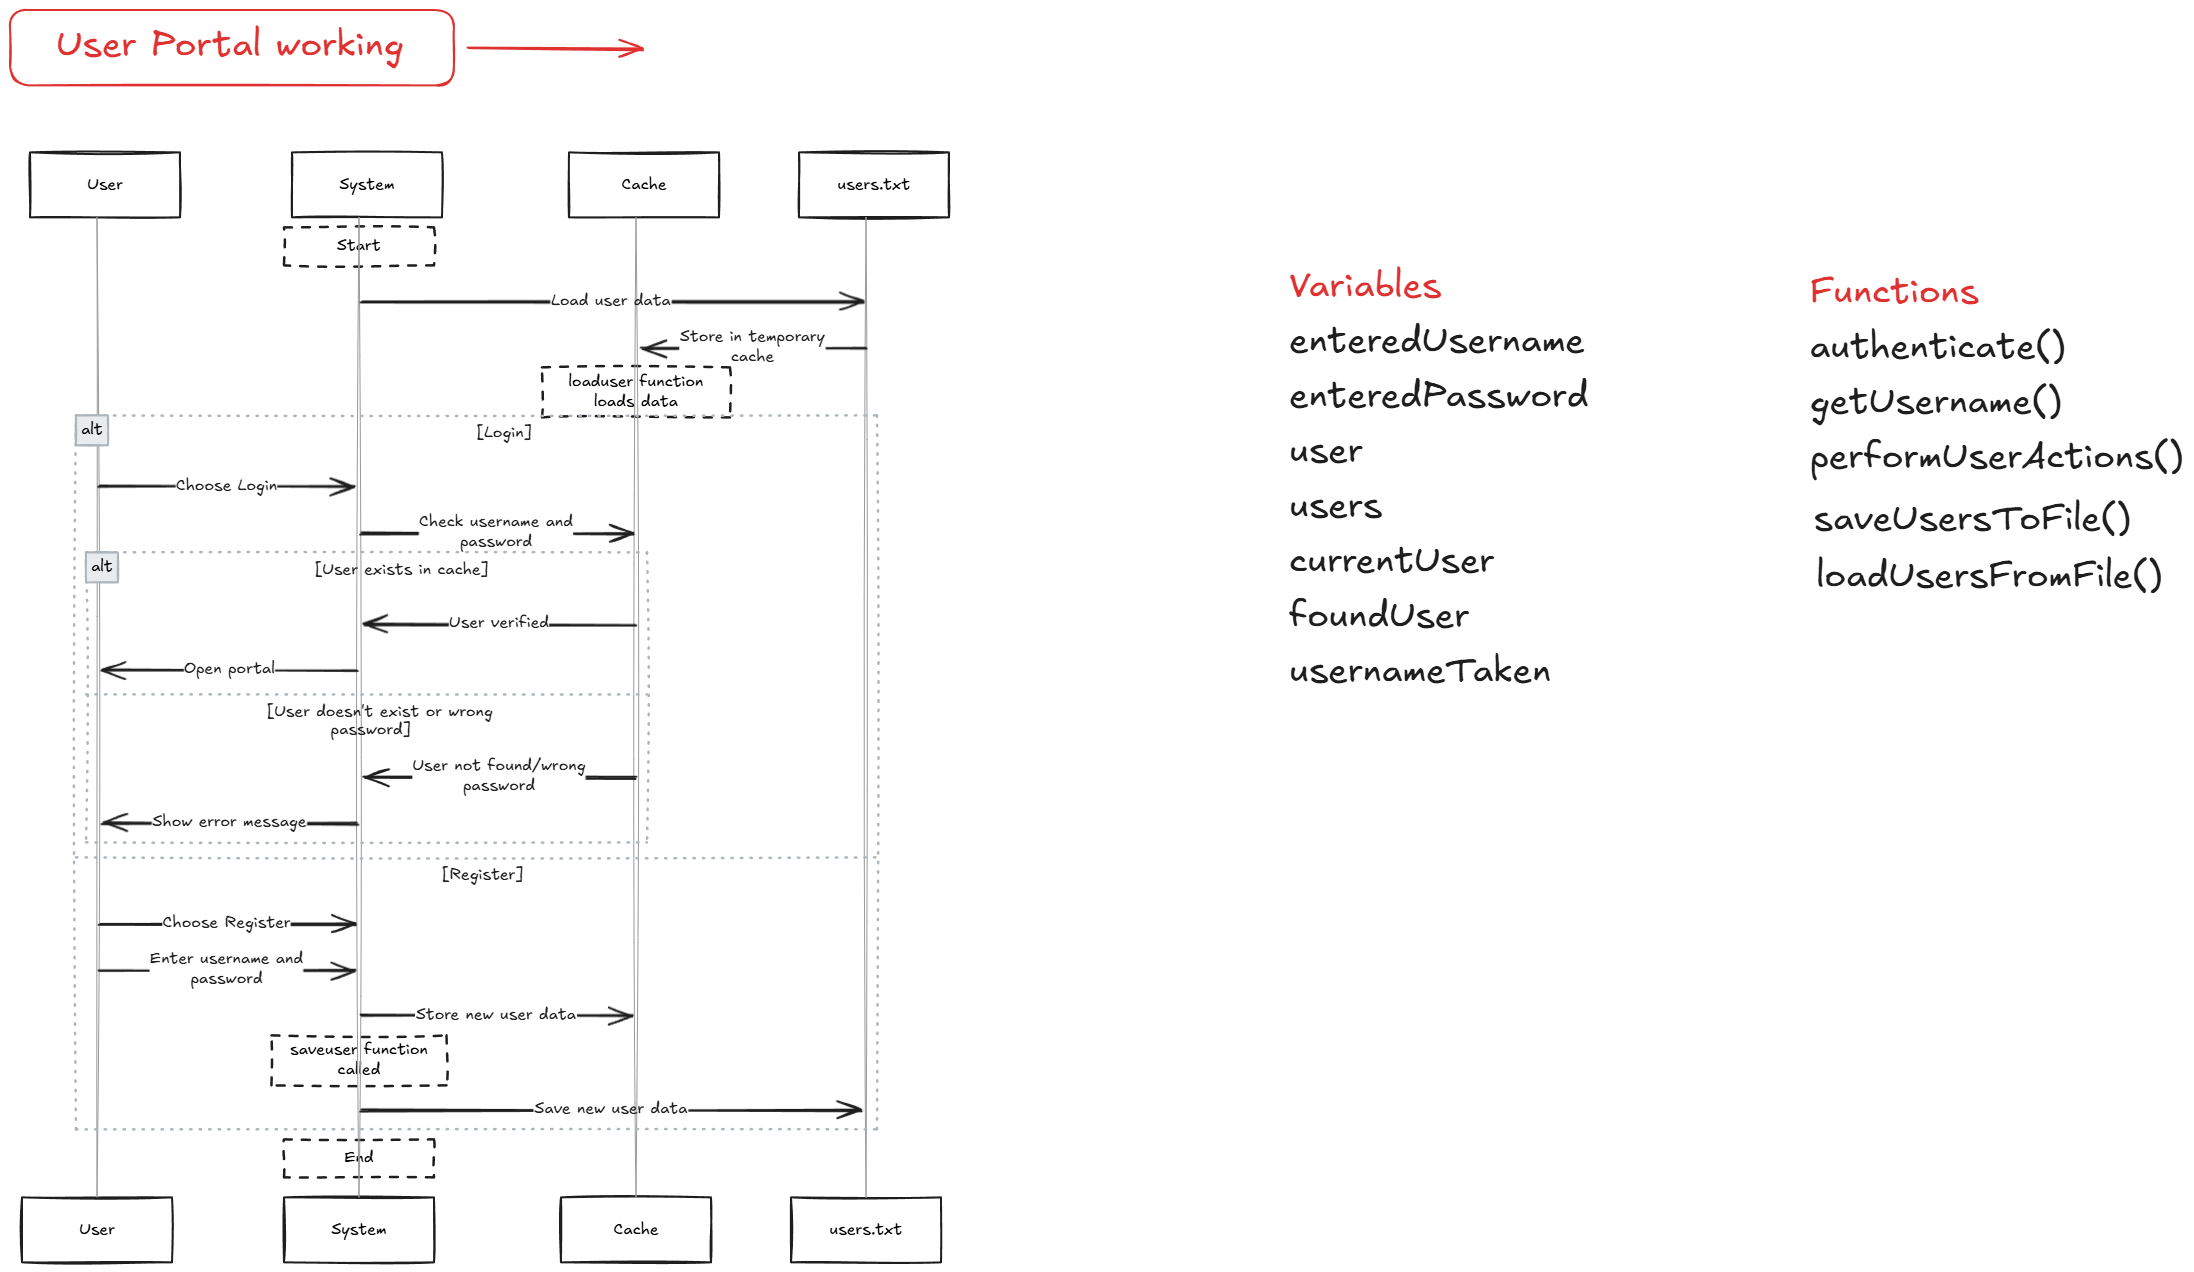 User Portal working
User
System
Cache
users.txt
Start
Load user data
Store in temporary
cache
loaduser function
loads data
alt
[Login]
Choose Login
Check username and
password
alt
[User exists in cache]
User verified
Open portal
[User doesn't exist or wrong
password]
User not found/wrong
password
Show error message
[Register]
Choose Register
Enter username and
password
Store new user data
saveuser function
called
Save new user data
End
User
System
Cache
users.txt
Variables
enteredUsername
enteredPassword
user
users
currentUser
foundUser
usernameTaken
Functions
authenticate()
getUsername()
performUserActions()
saveUsersToFile()
loadUsersFromFile()